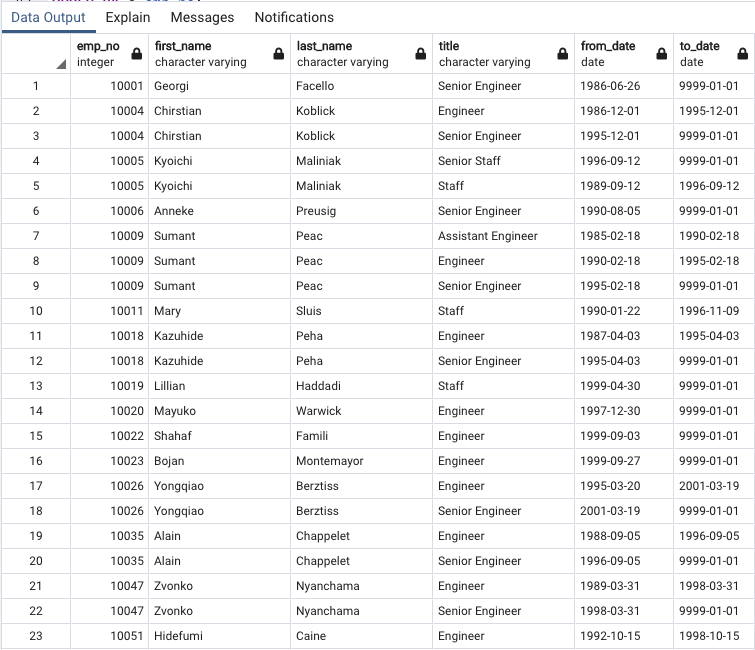 Data Output Explain Messages Notifications
emp_no first_name last_name title from_date to_date
integer character varying character varying character varying date date
1 10001 Georgi Facello Senior Engineer 1986-06-26 9999-01-01
2 10004 Chirstian Koblick Engineer 1986-12-01 1995-12-01
3 10004 Chirstian Koblick Senior Engineer 1995-12-01 9999-01-01
4 10005 Kyoichi Maliniak Senior Staff 1996-09-12 9999-01-01
5 10005 Kyoichi Maliniak Staff 1989-09-12 1996-09-12
6 10006 Anneke Preusig Senior Engineer 1990-08-05 9999-01-01
7 10009 Sumant Peac Assistant Engineer 1985-02-18 1990-02-18
8 10009 Sumant Peac Engineer 1990-02-18 1995-02-18
9 10009 Sumant Peac Senior Engineer 1995-02-18 9999-01-01
10 10011 Mary Sluis Staff 1990-01-22 1996-11-09
11 10018 Kazuhide Peha Engineer 1987-04-03 1995-04-03
12 10018 Kazuhide Peha Senior Engineer 1995-04-03 9999-01-01
13 10019 Lillian Haddadi Staff 1999-04-30 9999-01-01
14 10020 Mayuko Warwick Engineer 1997-12-30 9999-01-01
15 10022 Shahaf Famili Engineer 1999-09-03 9999-01-01
16 10023 Bojan Montemayor Engineer 1999-09-27 9999-01-01
17 10026 Yongqiao Berztiss Engineer 1995-03-20 2001-03-19
18 10026 Yongqiao Berztiss Senior Engineer 2001-03-19 9999-01-01
19 10035 Alain Chappelet Engineer 1988-09-05 1996-09-05
20 10035 Alain Chappelet Senior Engineer 1996-09-05 9999-01-01
21 10047 Zvonko Nyanchama Engineer 1989-03-31 1998-03-31
22 10047 Zvonko Nyanchama Senior Engineer 1998-03-31 9999-01-01
23 10051 Hidefumi Caine Engineer 1992-10-15 1998-10-15